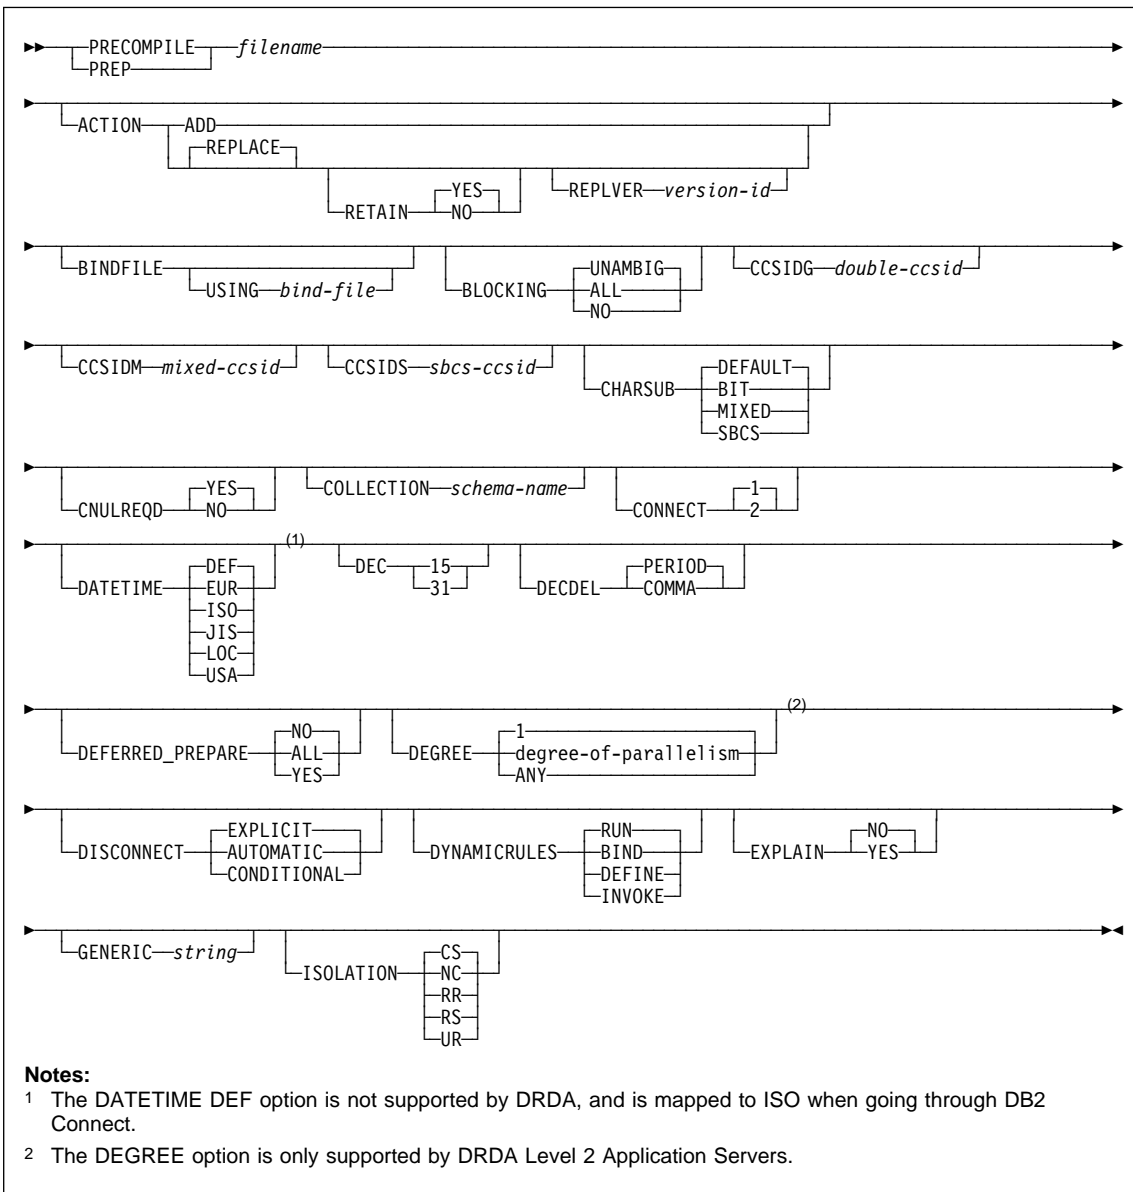 PRECOMPILE filename
PREP
ACTION ADD
REPLACE
YES REPLVER version-id
RETAIN NO
BINDFILE UNAMBIG CCSIDG double-ccsid
USING bind-file BLOCKING ALL
NO
CCSIDM mixed-ccsid CCSIDS sbcs-ccsid DEFAULT
CHARSUB BIT
MIXED
SBCS
YES COLLECTION schema-name 1
CNULREQD NO CONNECT 2
(1)
DEF DEC 15 PERIOD
DATETIME EUR 31 DECDEL COMMA
ISO
JIS
LOC
USA
(2)
NO 1
DEFERRED_PREPARE ALL DEGREE degree-of-parallelism
YES ANY
EXPLICIT RUN NO
DISCONNECT AUTOMATIC DYNAMICRULES BIND EXPLAIN YES
CONDITIONAL DEFINE
INVOKE
GENERIC string CS
ISOLATION NC
RR
RS
UR
Notes:
1 The DATETIME DEF option is not supported by DRDA, and is mapped to ISO when going through DB2
Connect.
2 The DEGREE option is only supported by DRDA Level 2 Application Servers.